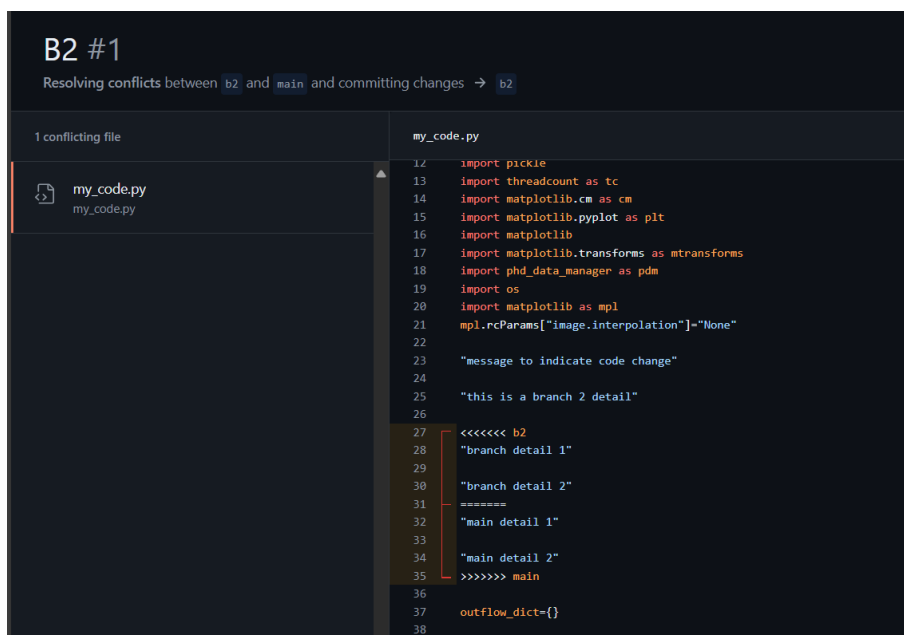 B2 #1
Resolving conflicts between b2 and main and committing changes → b2
1 conflicting file
my_code.py
my_code.py
my_code.py
12 import pickle
13 import threadcount as tc
14 import matplotlib.cm as cm
15 import matplotlib.pyplot as plt
16 import matplotlib
17 import matplotlib.transforms as mtransforms
18 import phd_data_manager as pdm
19 import os
20 import matplotlib as mpl
21 mpl.rcParams["image.interpolation"]="None"
22
23 "message to indicate code change"
24
25 "this is a branch 2 detail"
26
27 <<<<<<< b2
28 "branch detail 1"
29
30 "branch detail 2"
31 =======
32 "main detail 1"
33
34 "main detail 2"
35 >>>>>>> main
36
37 outflow_dict={}
38